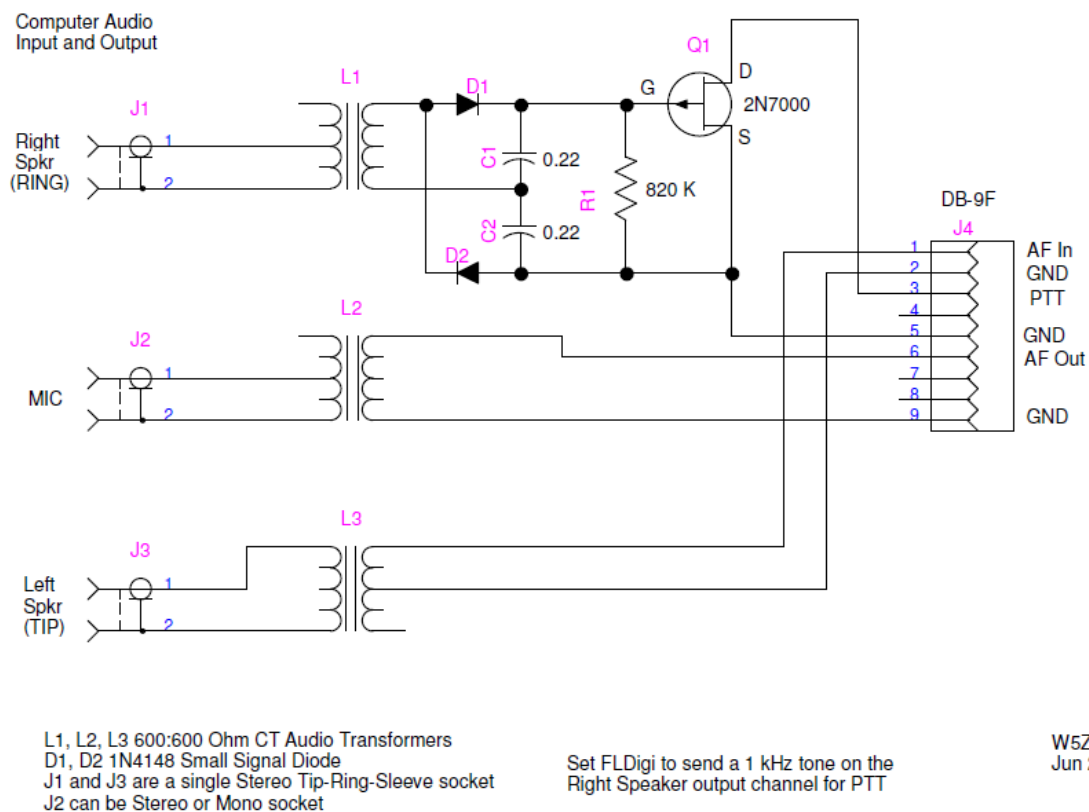 Computer Audio
Input and Output
J1
Right
Spkr
(RING)
1
2
L1
D1
C1
0.22
C2
0.22
D2
R1
820 K
Q1
G
D
2N7000
S
DB-9F
J4
1
AF In
2
GND
3
PTT
4
5
GND
6
AF Out
7
8
9
GND
J2
MIC
1
2
L2
J3
Left
Spkr
(TIP)
1
2
L3
L1, L2, L3 600:600 Ohm CT Audio Transformers
D1, D2 1N4148 Small Signal Diode
J1 and J3 are a single Stereo Tip-Ring-Sleeve socket
J2 can be Stereo or Mono socket
Set FLDigi to send a 1 kHz tone on the
Right Speaker output channel for PTT
W5Z
Jun